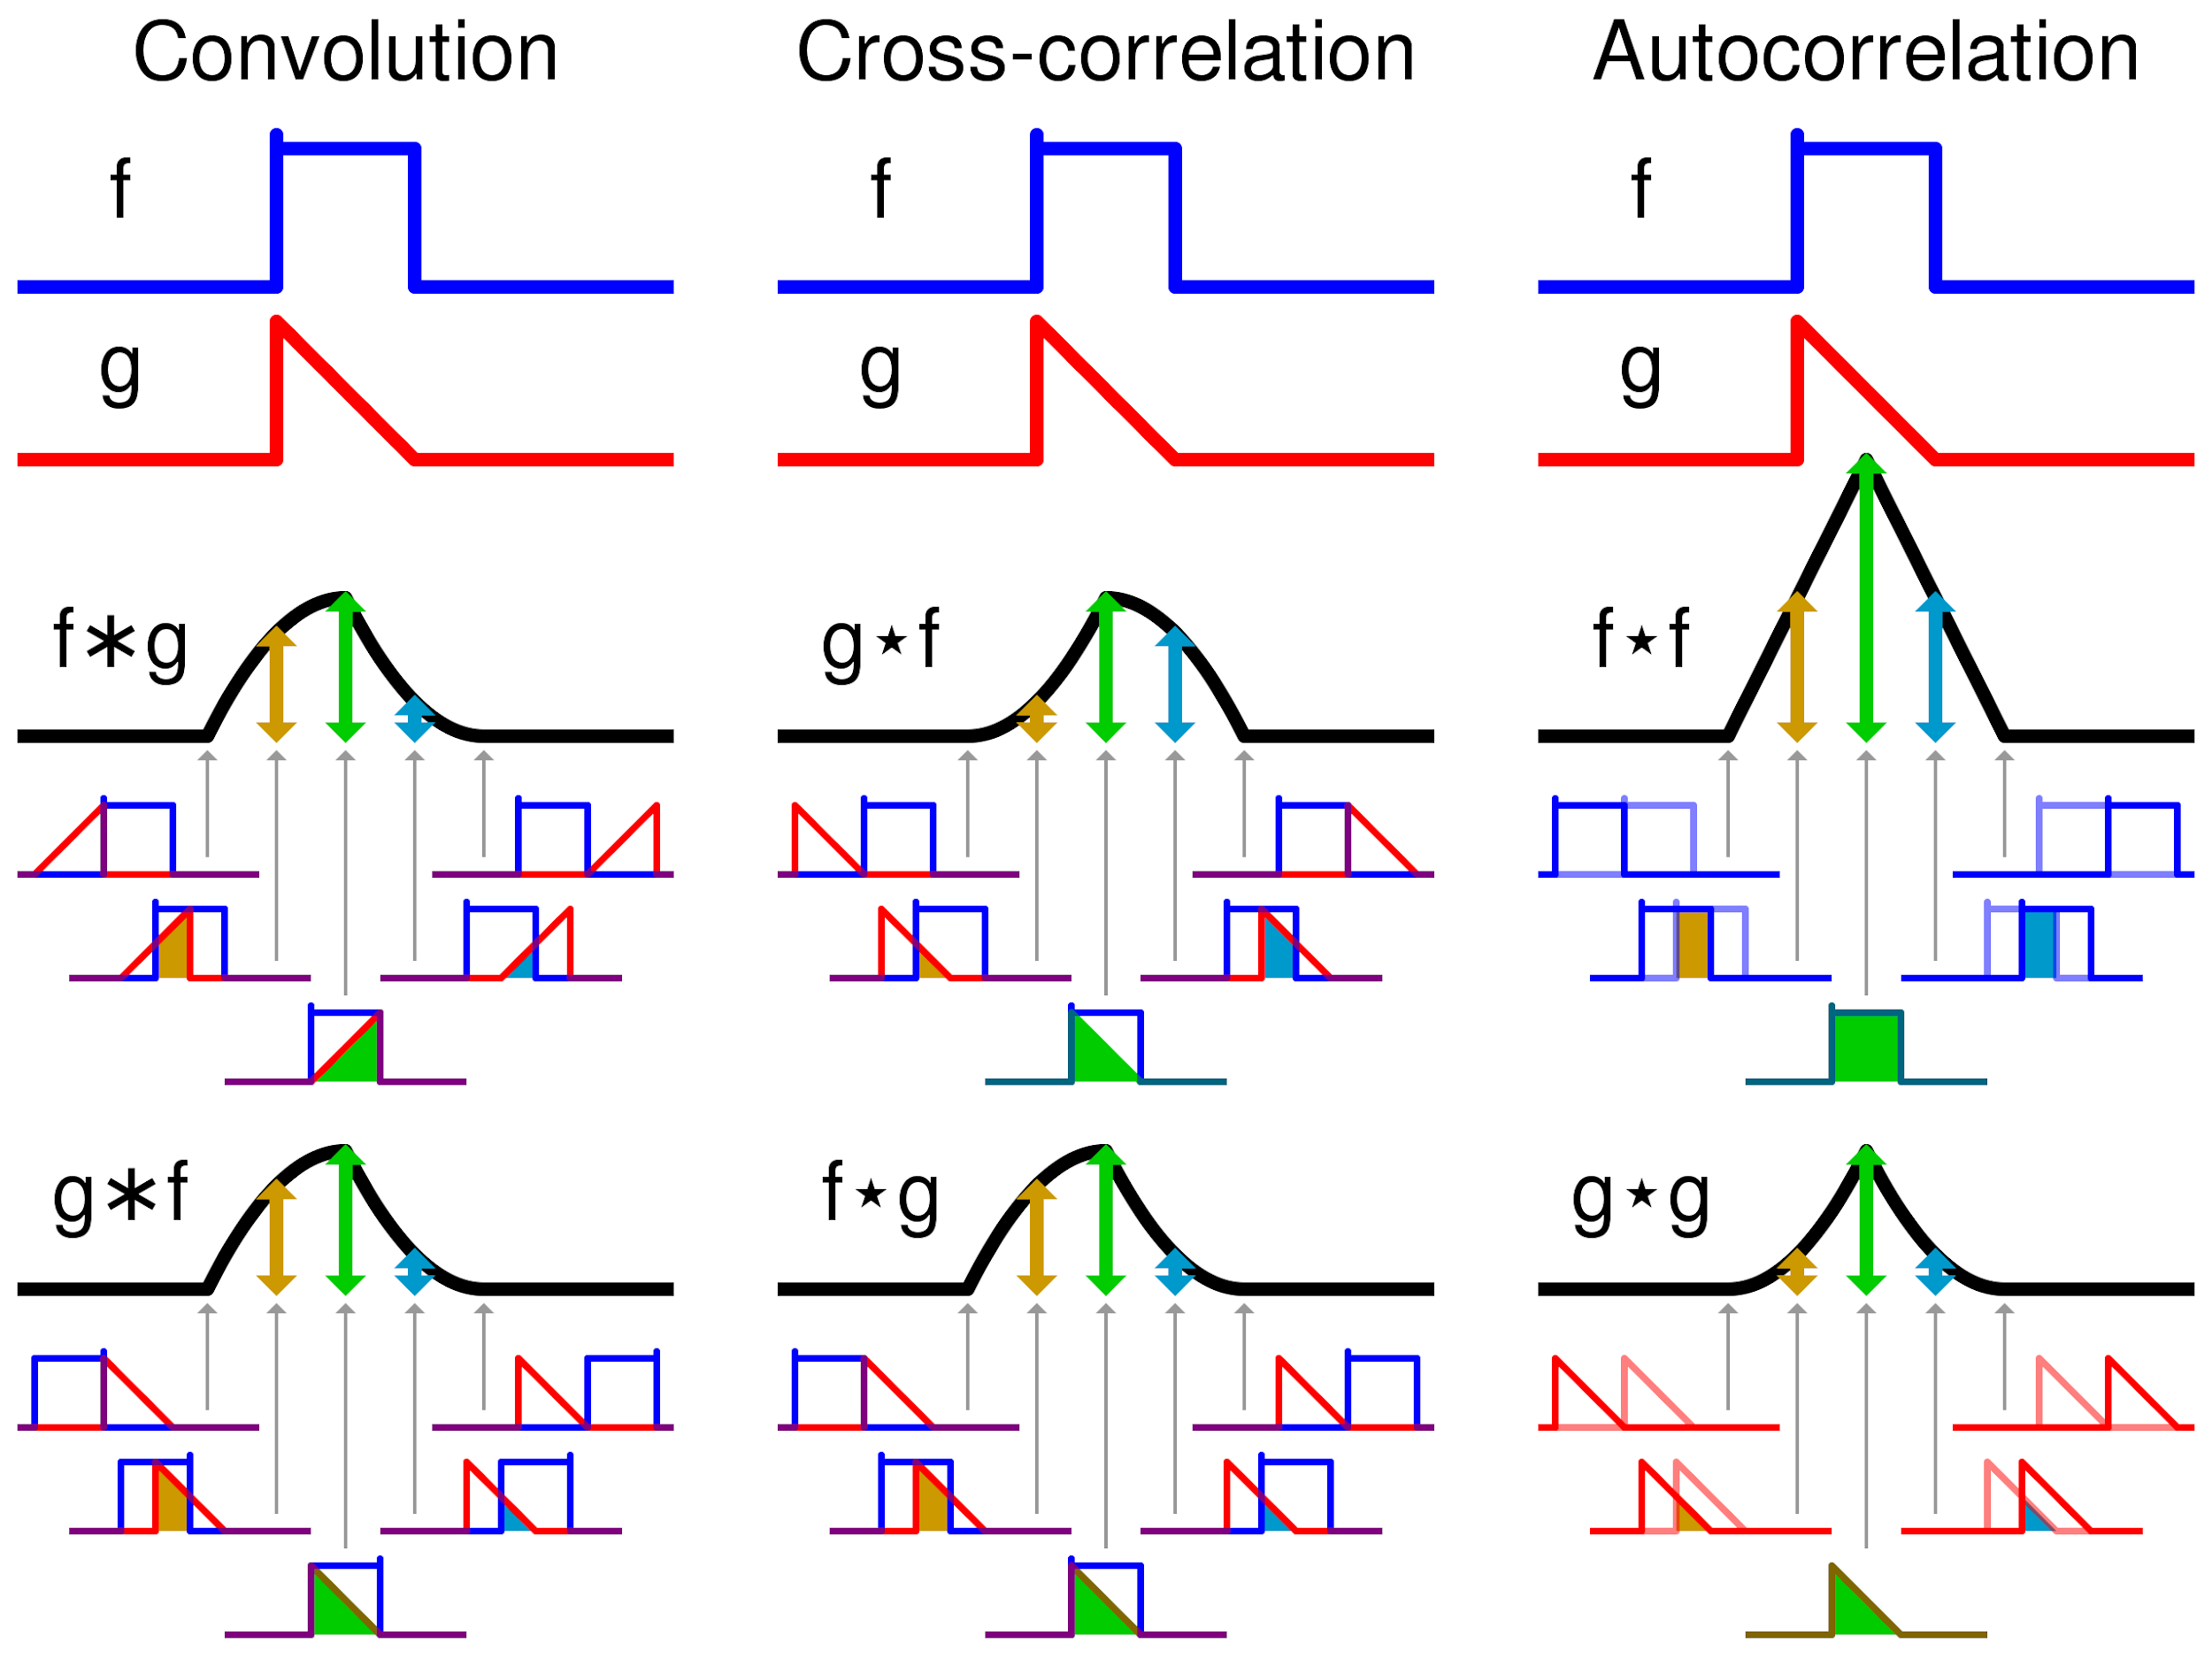 Convolution Cross-correlation Autocorrelation
f f f
g g g
f∗g g⋆f f⋆f
g∗f f⋆g g⋆g